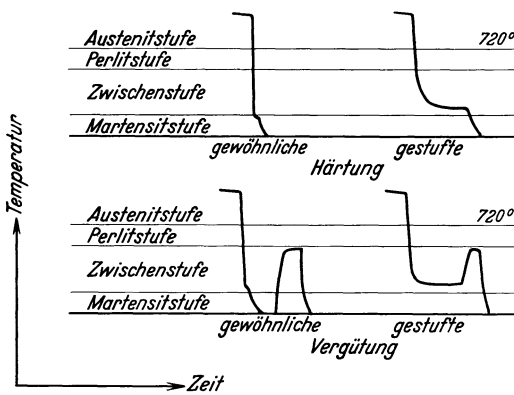 Austenitstufe 720°
Perlitstufe
Zwischenstufe
Martensitstufe
gewöhnliche gestufte
Härtung
Temperatur
Austenitstufe 720°
Perlitstufe
Zwischenstufe
Martensitstufe
gewöhnliche gestufte
Vergütung
Zeit